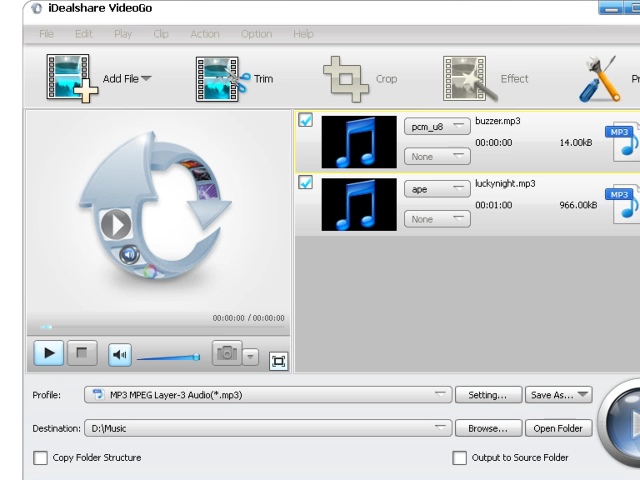 iDealshare VideoGo
File Edit Play Clip Action Option Help
Add File Trim Crop Effect
pcm_u8 buzzer.mp3
00:00:00 14.00kB MP3
None
ape luckynight.mp3
00:01:00 966.00kB MP3
None
00:00:00 / 00:00:00
Profile: MP3 MPEG Layer-3 Audio(*.mp3) Setting... Save As...
Destination: D:\Music Browse... Open Folder
Copy Folder Structure Output to Source Folder